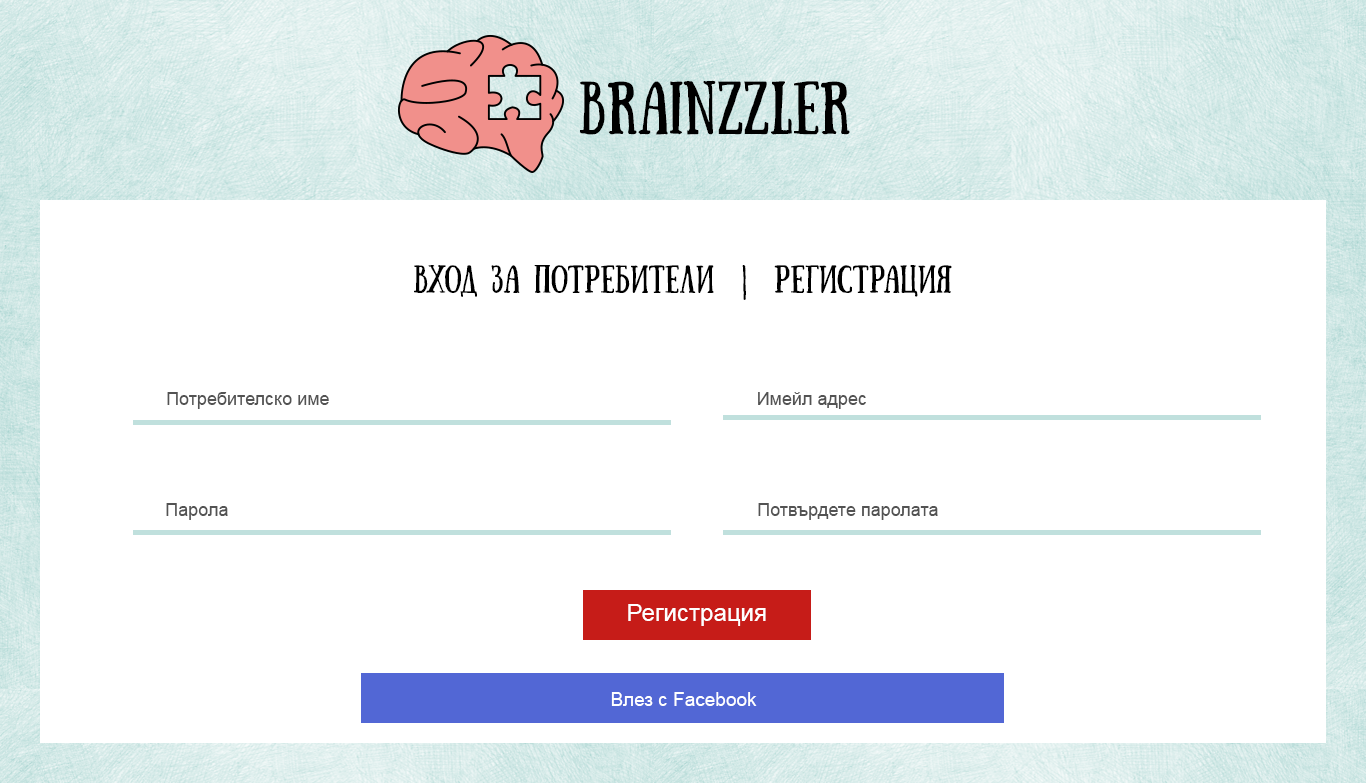 BRAINZZLER
ВХОД ЗА ПОТРЕБИТЕЛИ | РЕГИСТРАЦИЯ
Потребителско име
Имейл адрес
Парола
Потвърдете паролата
Регистрация
Влез с Facebook